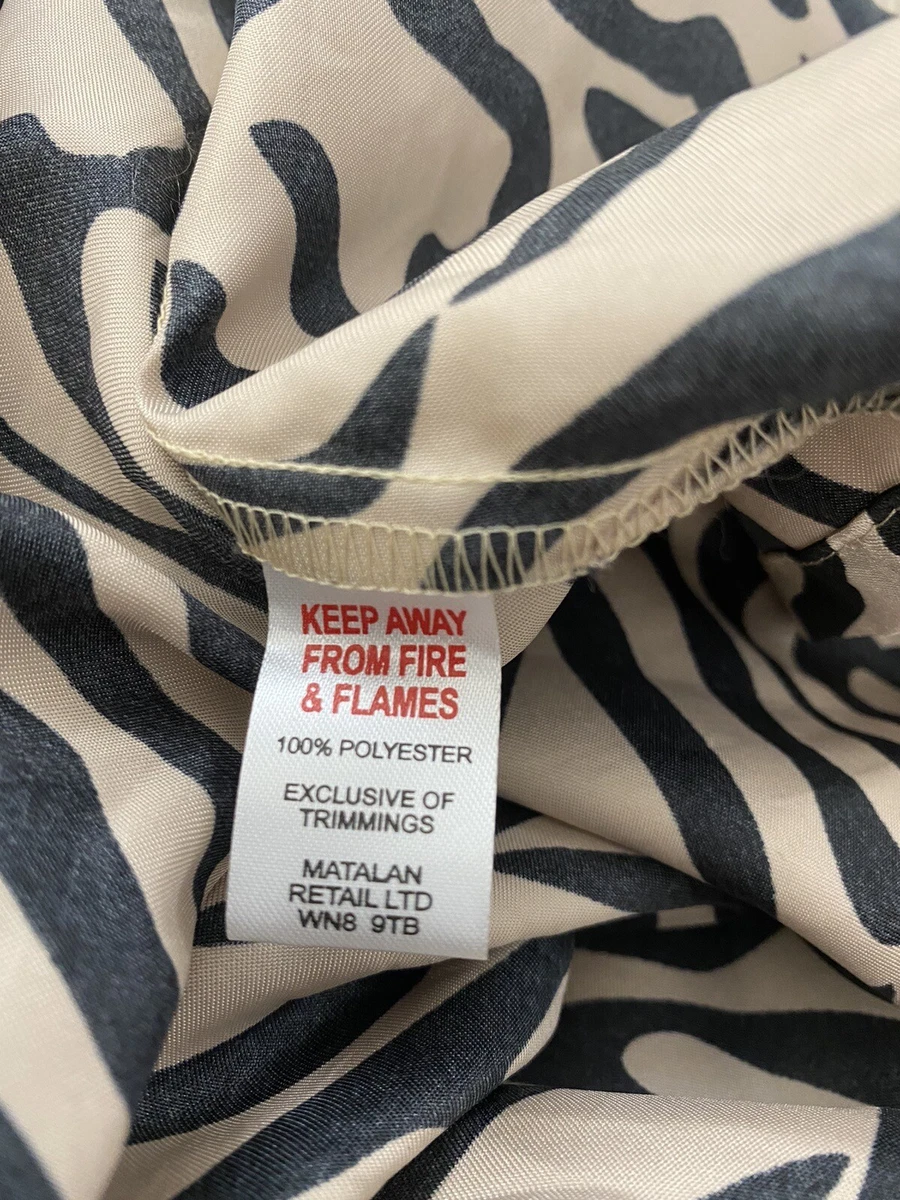 KEEP AWAY
FROM FIRE
& FLAMES
100% POLYESTER
EXCLUSIVE OF
TRIMMINGS
MATALAN
RETAIL LTD
WN8 9TB